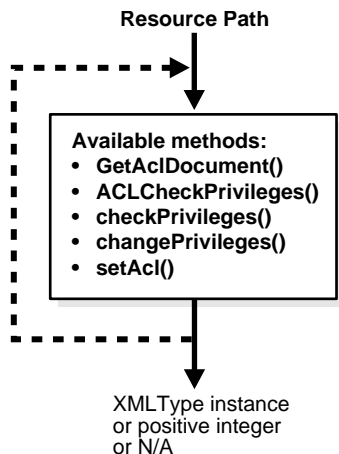 Resource Path
Available methods:
• GetAclDocument()
• ACLCheckPrivileges()
• checkPrivileges()
• changePrivileges()
• setAcl()
XMLType instance
or positive integer
or N/A